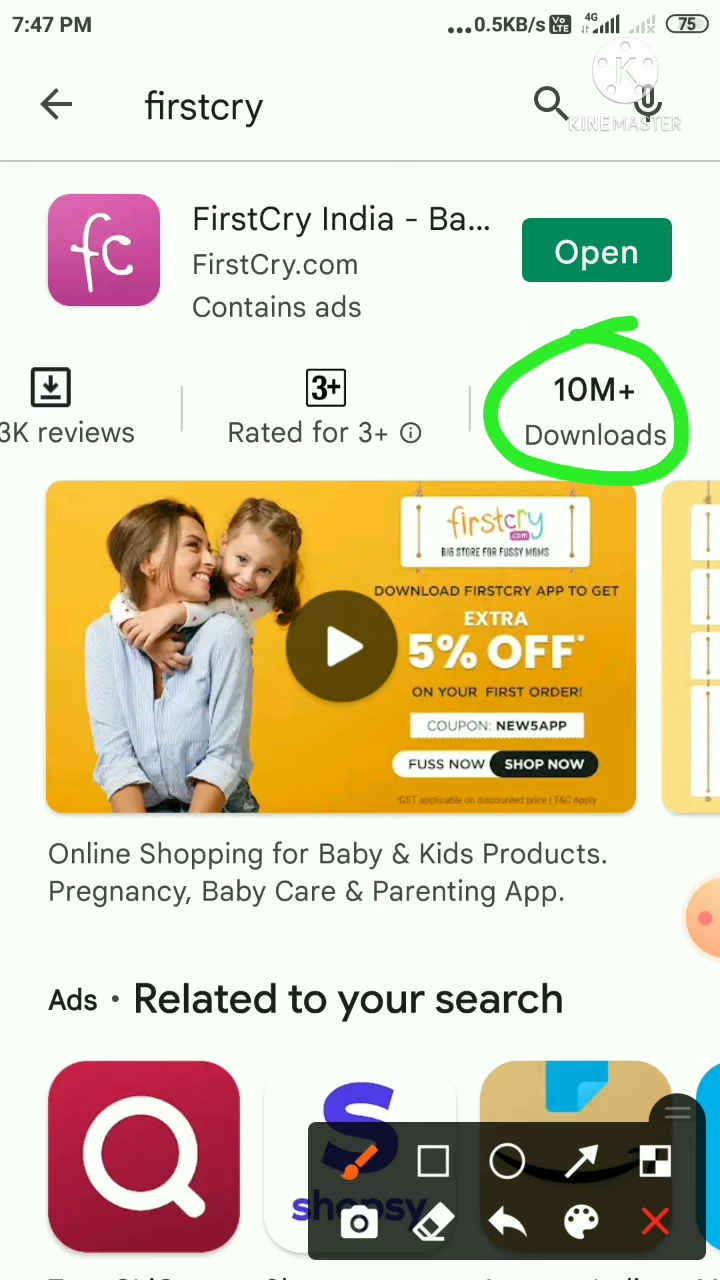 7:47 PM
...0.5KB/s Vo LTE 4G 75
firstcry
KINEMASTER
fc
FirstCry India - Ba...
FirstCry.com
Contains ads
Open
3K reviews
3+
Rated for 3+
10M+
Downloads
firstcry
.com
BIG STORE FOR FUSSY MOMS
DOWNLOAD FIRSTCRY APP TO GET
EXTRA
5% OFF*
ON YOUR FIRST ORDER!
COUPON: NEW5APP
FUSS NOW SHOP NOW
*GST applicable on discounted price | T&C Apply
Online Shopping for Baby & Kids Products.
Pregnancy, Baby Care & Parenting App.
Ads • Related to your search
shopsy